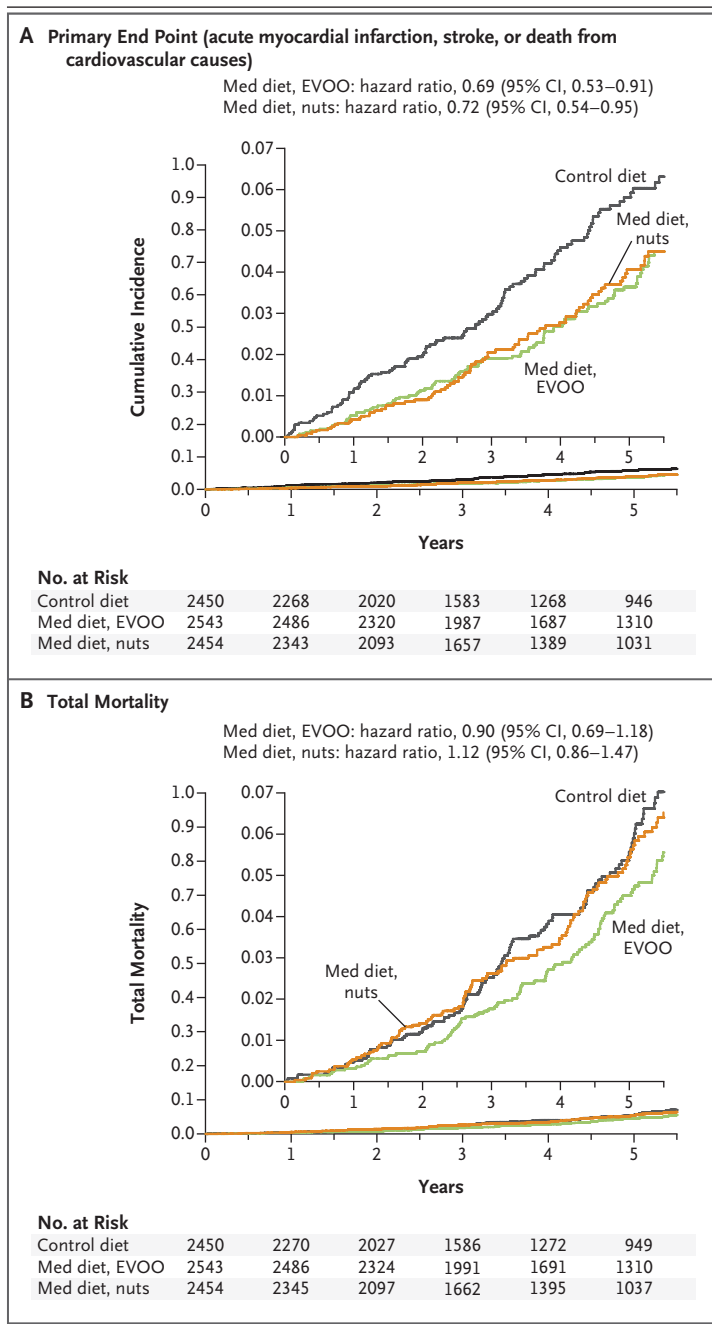 A Primary End Point (acute myocardial infarction, stroke, or death from
cardiovascular causes)
Med diet, EVOO: hazard ratio, 0.69 (95% CI, 0.53–0.91)
Med diet, nuts: hazard ratio, 0.72 (95% CI, 0.54–0.95)
Cumulative Incidence
1.0
0.9
0.8
0.7
0.6
0.5
0.4
0.3
0.2
0.1
0.0
0.07
0.06
0.05
0.04
0.03
0.02
0.01
0.00
Control diet
Med diet,
nuts
Med diet,
EVOO
0 1 2 3 4 5
0 1 2 3 4 5
Years
No. at Risk
Control diet 2450 2268 2020 1583 1268 946
Med diet, EVOO 2543 2486 2320 1987 1687 1310
Med diet, nuts 2454 2343 2093 1657 1389 1031
B Total Mortality
Med diet, EVOO: hazard ratio, 0.90 (95% CI, 0.69–1.18)
Med diet, nuts: hazard ratio, 1.12 (95% CI, 0.86–1.47)
Total Mortality
1.0
0.9
0.8
0.7
0.6
0.5
0.4
0.3
0.2
0.1
0.0
0.07
0.06
0.05
0.04
0.03
0.02
0.01
0.00
Control diet
Med diet,
EVOO
Med diet,
nuts
0 1 2 3 4 5
0 1 2 3 4 5
Years
No. at Risk
Control diet 2450 2270 2027 1586 1272 949
Med diet, EVOO 2543 2486 2324 1991 1691 1310
Med diet, nuts 2454 2345 2097 1662 1395 1037